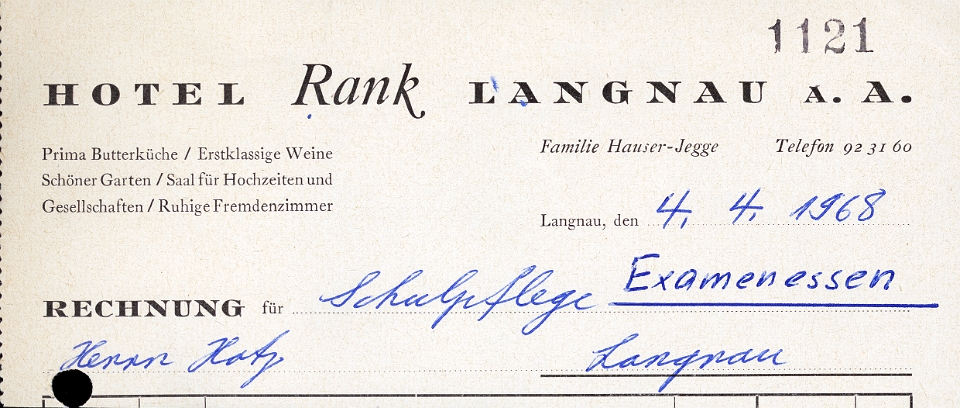 1121
HOTEL Rank LANGNAU A. A.
Prima Butterküche / Erstklassige Weine
Schöner Garten / Saal für Hochzeiten und
Gesellschaften / Ruhige Fremdenzimmer
Familie Hauser-Jegge Telefon 92 31 60
Langnau, den 4. 4. 1968
Examenessen
RECHNUNG für Schulpflege
Herrn Hotz Langnau